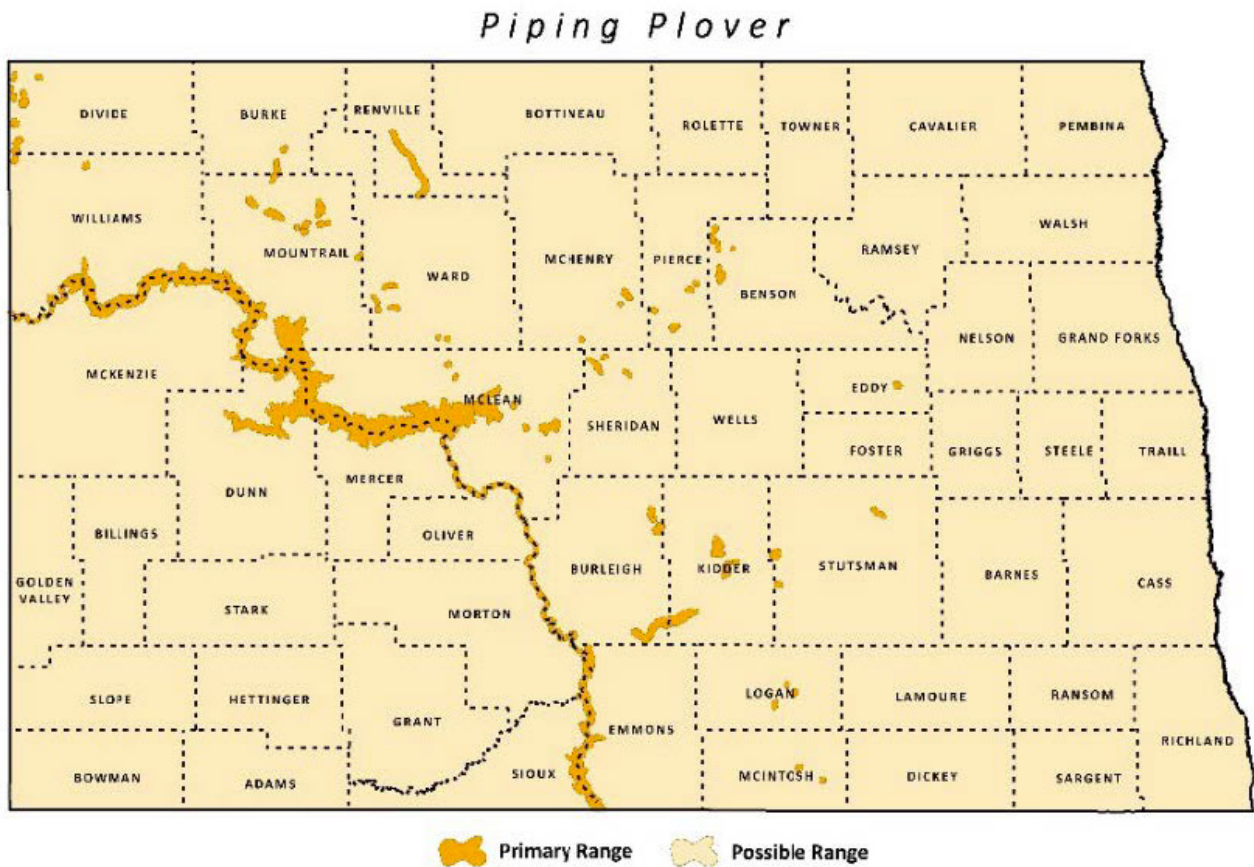 Piping Plover
DIVIDE
BURKE
RENVILLE
BOTTINEAU
ROLETTE
TOWNER
CAVALIER
PEMBINA
WILLIAMS
MOUNTRAIL
WARD
MCHENRY
PIERCE
BENSON
RAMSEY
WALSH
NELSON
GRAND FORKS
MCKENZIE
MCLEAN
SHERIDAN
WELLS
EDDY
FOSTER
GRIGGS
STEELE
TRAILL
DUNN
MERCER
OLIVER
BILLINGS
GOLDEN
VALLEY
STARK
MORTON
BURLEIGH
KIDDER
STUTSMAN
BARNES
CASS
SLOPE
HETTINGER
GRANT
EMMONS
LOGAN
LAMOURE
RANSOM
RICHLAND
BOWMAN
ADAMS
SIOUX
MCINTOSH
DICKEY
SARGENT
Primary Range
Possible Range